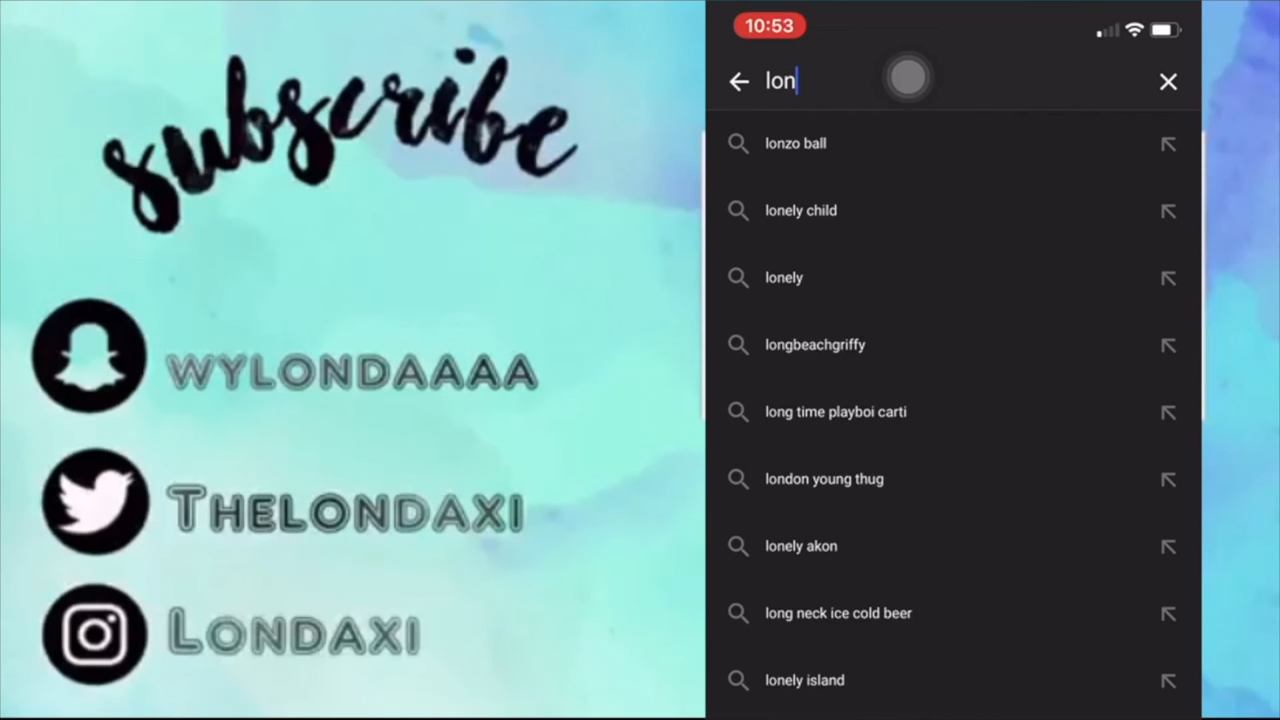 subscribe
WYLONDAAAA
THELONDAXI
LONDAXI
10:53
lon
lonzo ball
lonely child
lonely
longbeachgriffy
long time playboi carti
london young thug
lonely akon
long neck ice cold beer
lonely island